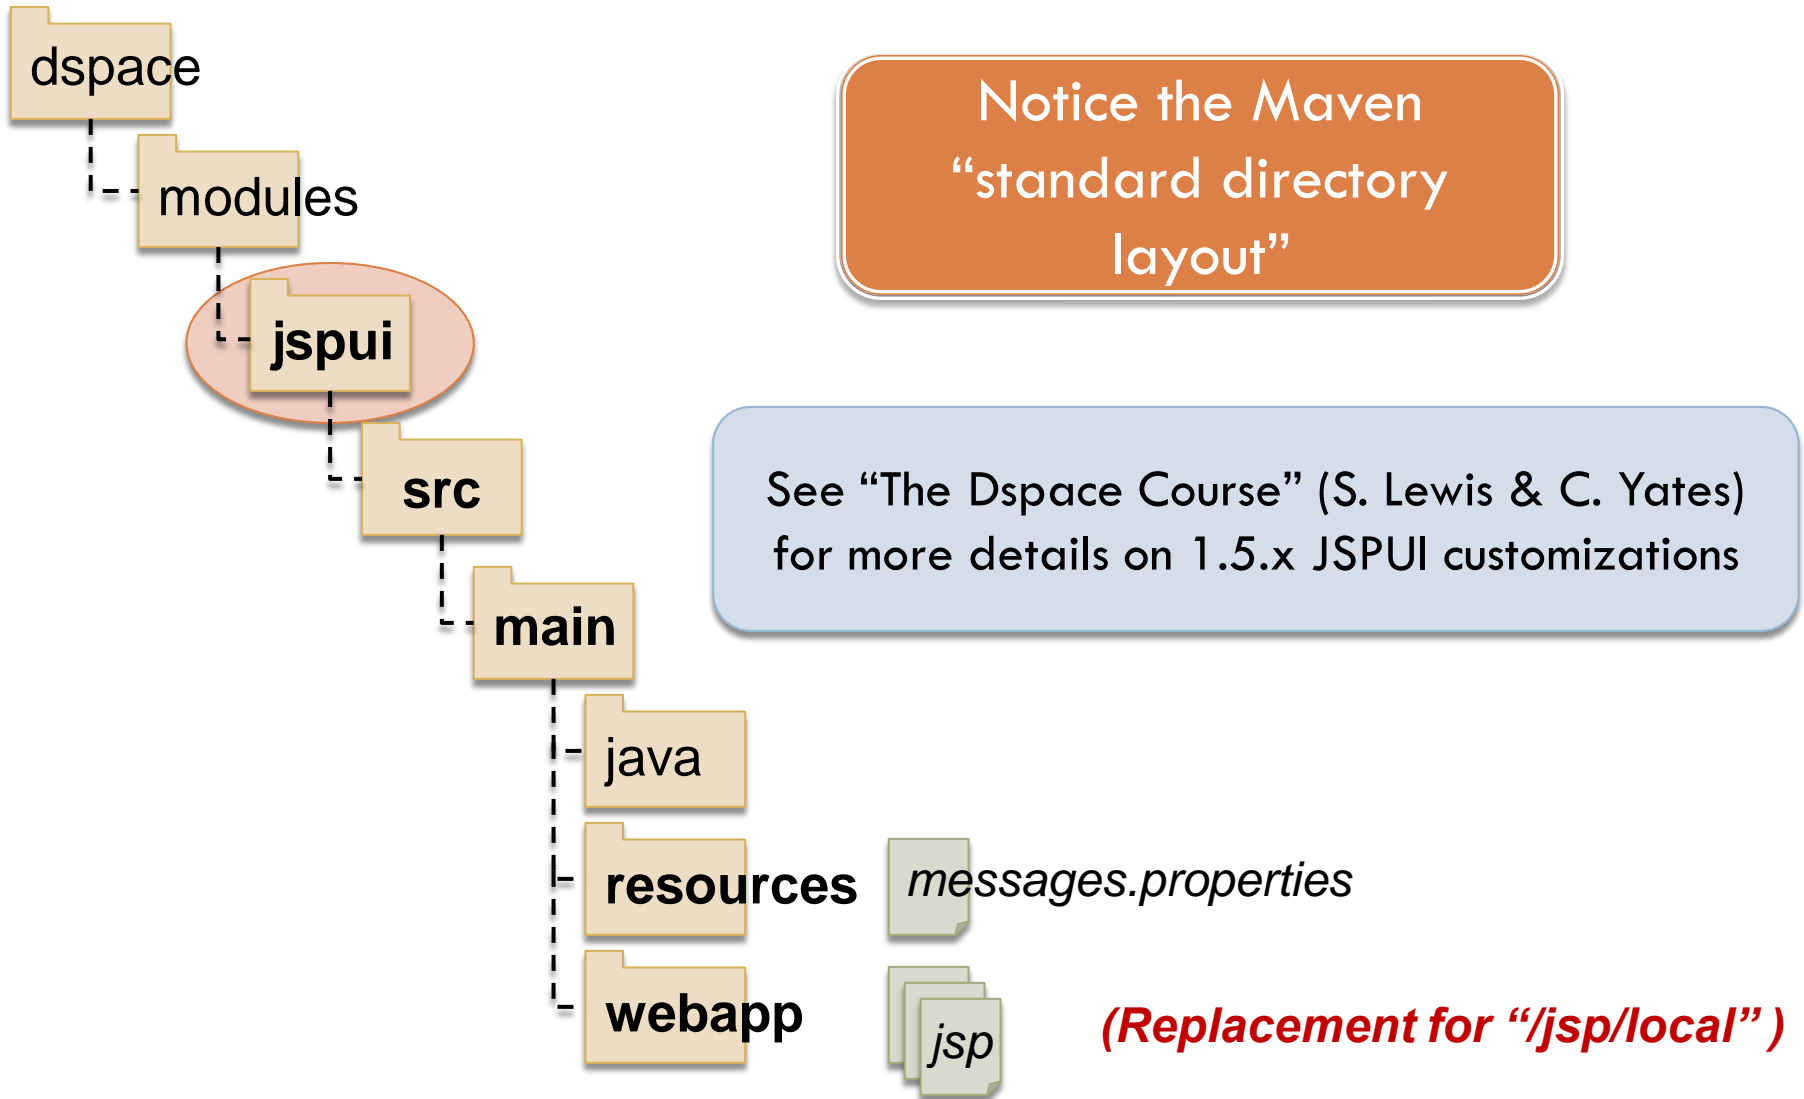 dspace
modules
jspui
src
main
java
resources
webapp
Notice the Maven
“standard directory
layout”
See “The Dspace Course” (S. Lewis & C. Yates)
for more details on 1.5.x JSPUI customizations
messages.properties
jsp
(Replacement for “/jsp/local” )